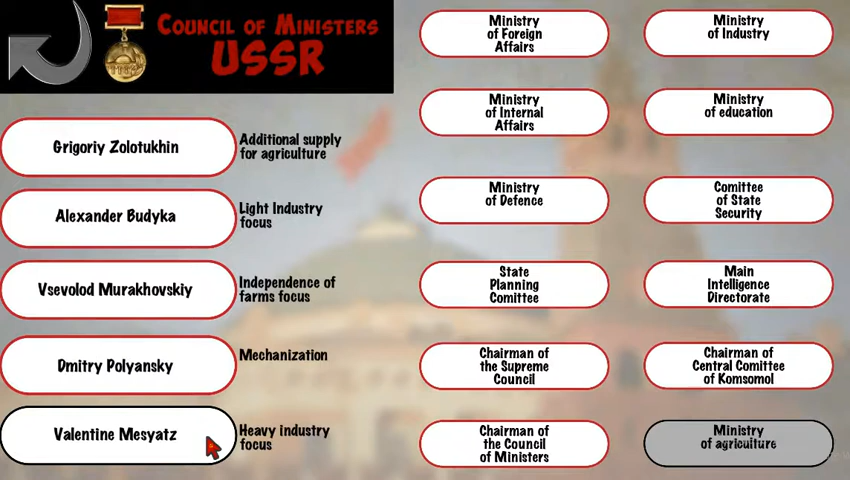 Council of Ministers
USSR
Grigoriy Zolotukhin
Additional supply
for agriculture
Alexander Budyka
Light Industry
focus
Vsevolod Murakhovskiy
Independence of
farms focus
Dmitry Polyansky
Mechanization
Valentine Mesyatz
Heavy industry
focus
Ministry
of Foreign
Affairs
Ministry
of Industry
Ministry
of Internal
Affairs
Ministry
of education
Ministry
of Defence
Comittee
of State
Security
State
Planning
Comittee
Main
Intelligence
Directorate
Chairman of
the Supreme
Council
Chairman of
Central Comittee
of Komsomol
Chairman of
the Council
of Ministers
Ministry
of agriculture